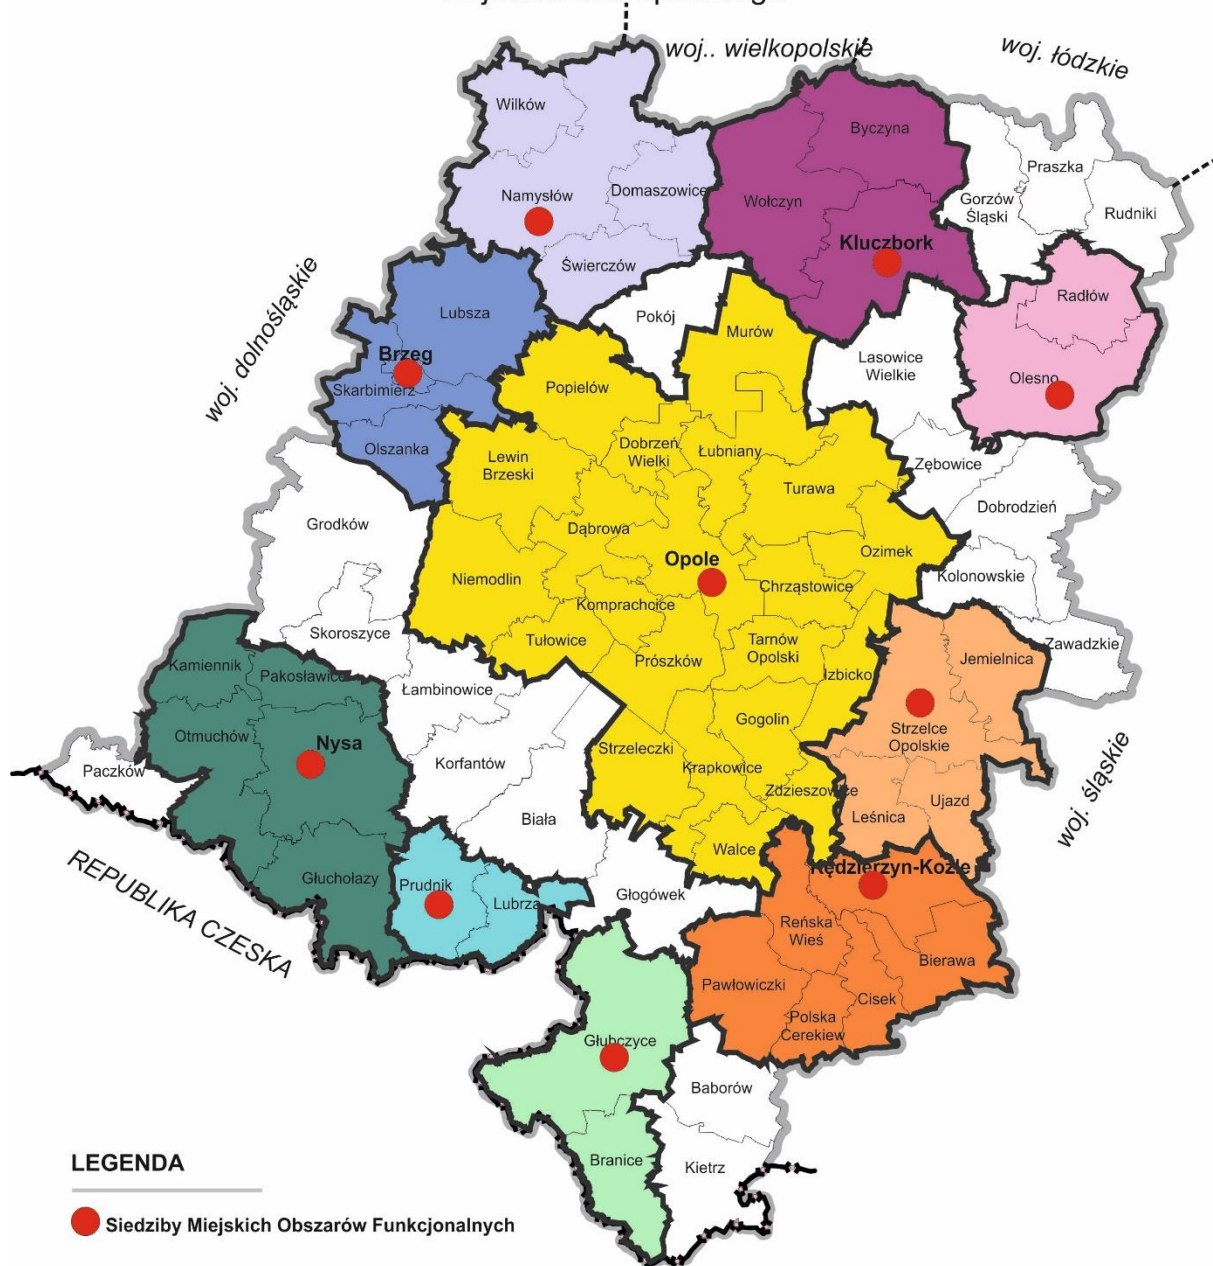 woj.. wielkopolskie
woj. łódzkie
Wilków
Byczyna
Praszka
Namysłów
Domaszowice
Wołczyn
Gorzów
Śląski
Rudniki
Kluczbork
Świerczów
woj. dolnośląskie
Lubsza
Pokój
Murów
Radłów
Brzeg
Lasowice
Wielkie
Skarbimierz
Popielów
Olesno
Olszanka
Lewin
Brzeski
Dobrzeń
Wielki
Łubniany
Zębowice
Turawa
Dobrodzień
Grodków
Dąbrowa
Ozimek
Opole
Niemodlin
Chrząstowice
Kolonowskie
Komprachcice
Skoroszyce
Tułowice
Tarnów
Opolski
Zawadzkie
Kamiennik
Pakosławice
Prószków
Izbicko
Jemielnica
Łambinowice
Otmuchów
Nysa
Gogolin
Strzelce
Opolskie
Strzeleczki
Paczków
Korfantów
Krapkowice
woj. śląskie
Zdzieszowice
Ujazd
Biała
Leśnica
Walce
Kędzierzyn-Koźle
REPUBLIKA CZESKA
Głuchołazy
Prudnik
Lubrza
Głogówek
Reńska
Wieś
Bierawa
Pawłowiczki
Cisek
Polska
Cerekiew
Głubczyce
Baborów
Branice
Kietrz
LEGENDA
Siedziby Miejskich Obszarów Funkcjonalnych